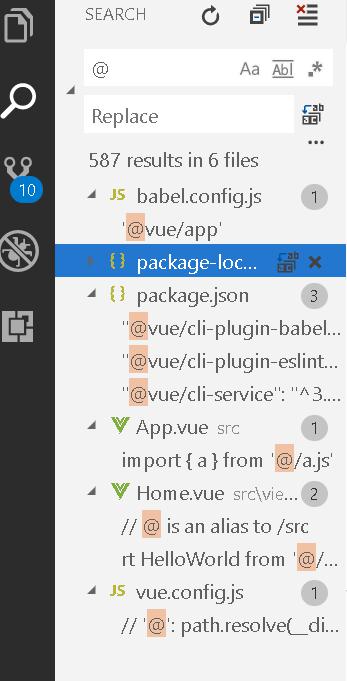 SEARCH
@
Aa Abl .*
Replace
...
587 results in 6 files
JS babel.config.js 1
'@vue/app'
{} package-loc...
{} package.json 3
"@vue/cli-plugin-babel...
"@vue/cli-plugin-eslint...
"@vue/cli-service": "^3....
App.vue src 1
import { a } from '@/a.js'
Home.vue src\vie... 2
// @ is an alias to /src
rt HelloWorld from '@/...
JS vue.config.js 1
// '@': path.resolve(__di...
10